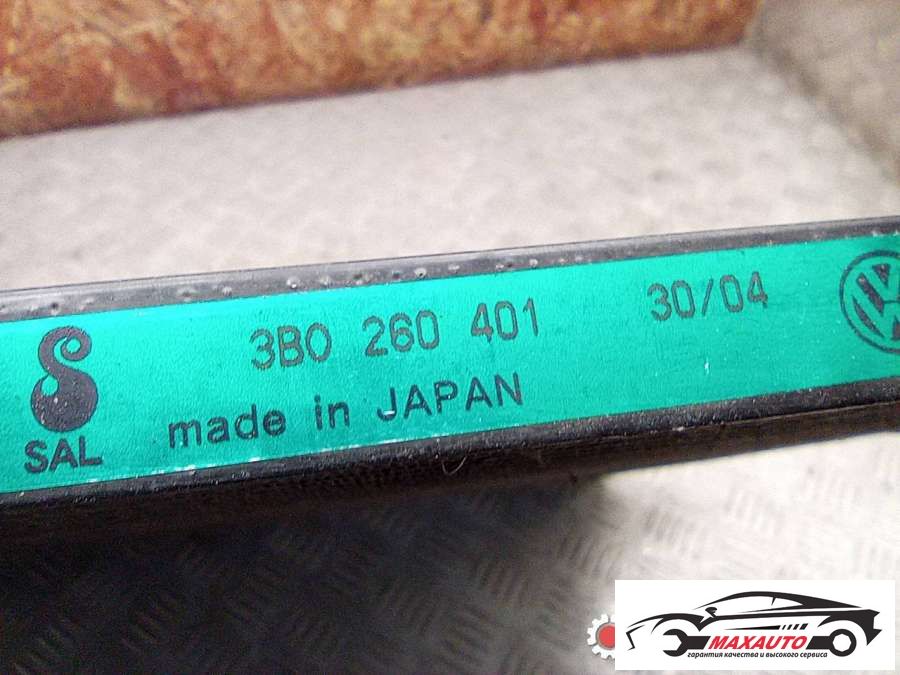 3B0 260 401 30/04
SAL made in JAPAN
MAXAUTO
гарантия качества и высокого сервиса